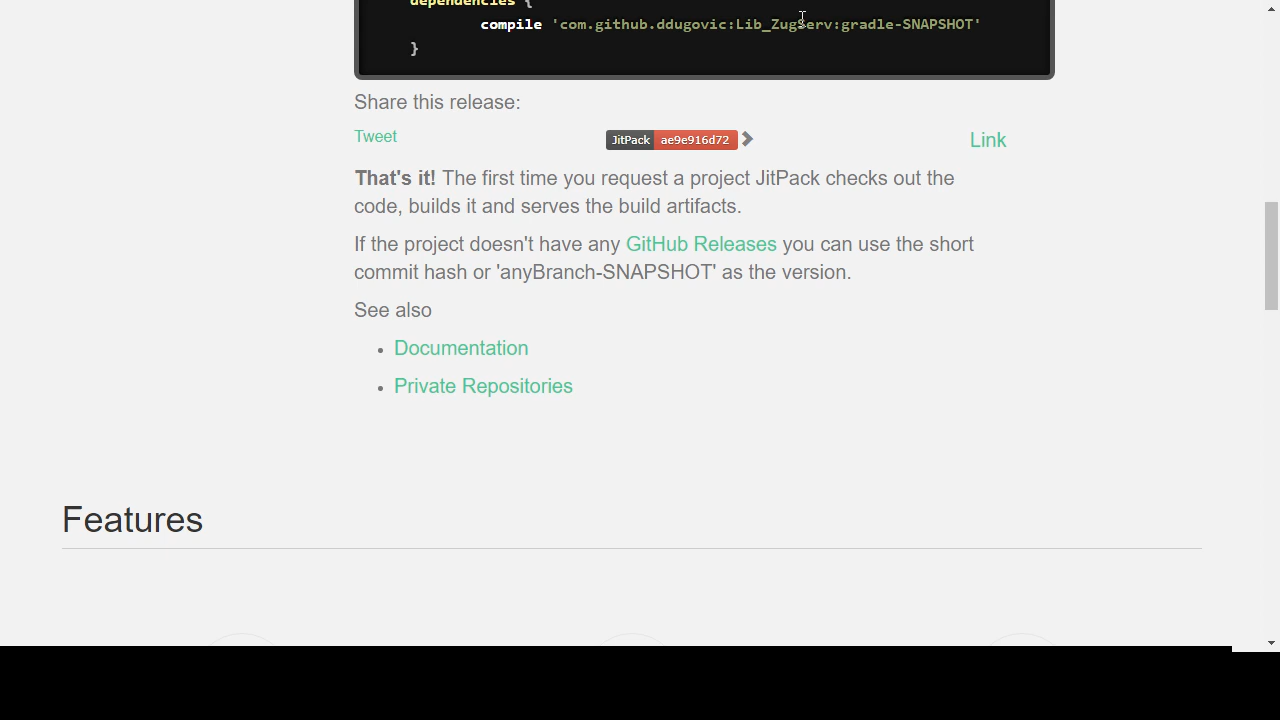 dependencies {
compile 'com.github.ddugovic:Lib_ZugServ:gradle-SNAPSHOT'
}
Share this release:
Tweet JitPack ae9e916d72 Link
That's it! The first time you request a project JitPack checks out the
code, builds it and serves the build artifacts.
If the project doesn't have any GitHub Releases you can use the short
commit hash or 'anyBranch-SNAPSHOT' as the version.
See also
• Documentation
• Private Repositories
Features